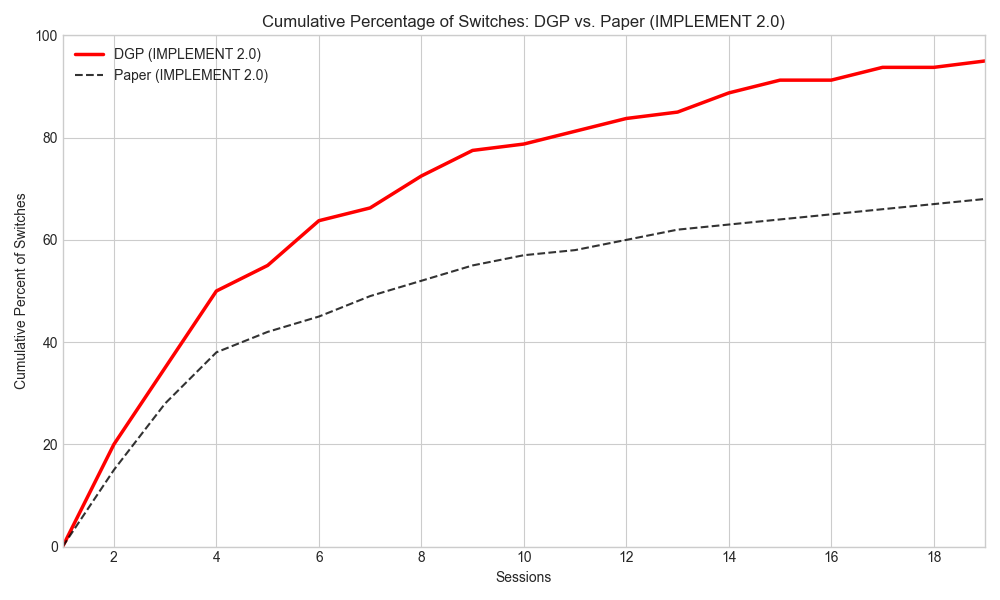 Cumulative Percentage of Switches: DGP vs. Paper (IMPLEMENT 2.0)
DGP (IMPLEMENT 2.0)
Paper (IMPLEMENT 2.0)
Cumulative Percent of Switches
100
80
60
40
20
0
2 4 6 8 10 12 14 16 18
Sessions